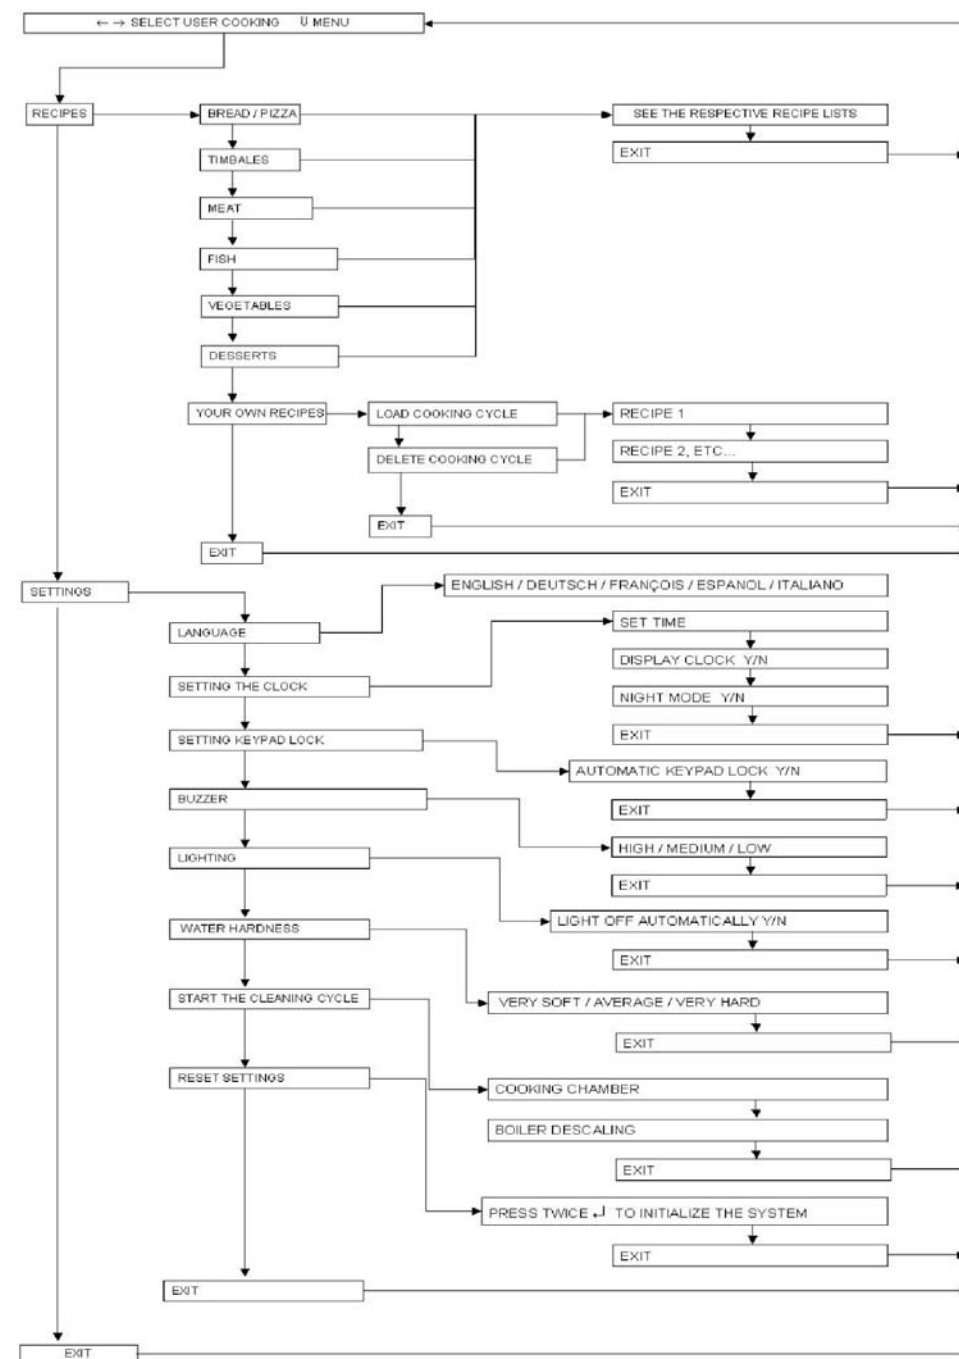 ← → SELECT USER COOKING ⇓ MENU
RECIPES
BREAD / PIZZA
SEE THE RESPECTIVE RECIPE LISTS
EXIT
TIMBALES
MEAT
FISH
VEGETABLES
DESSERTS
YOUR OWN RECIPES
LOAD COOKING CYCLE
RECIPE 1
DELETE COOKING CYCLE
RECIPE 2, ETC...
EXIT
EXIT
EXIT
SETTINGS
ENGLISH / DEUTSCH / FRANÇOIS / ESPANOL / ITALIANO
LANGUAGE
SET TIME
DISPLAY CLOCK Y/N
SETTING THE CLOCK
NIGHT MODE Y/N
EXIT
SETTING KEYPAD LOCK
AUTOMATIC KEYPAD LOCK Y/N
EXIT
BUZZER
HIGH / MEDIUM / LOW
EXIT
LIGHTING
LIGHT OFF AUTOMATICALLY Y/N
EXIT
WATER HARDNESS
VERY SOFT / AVERAGE / VERY HARD
EXIT
START THE CLEANING CYCLE
COOKING CHAMBER
BOILER DESCALING
EXIT
RESET SETTINGS
PRESS TWICE ↲ TO INITIALIZE THE SYSTEM
EXIT
EXIT
EXIT